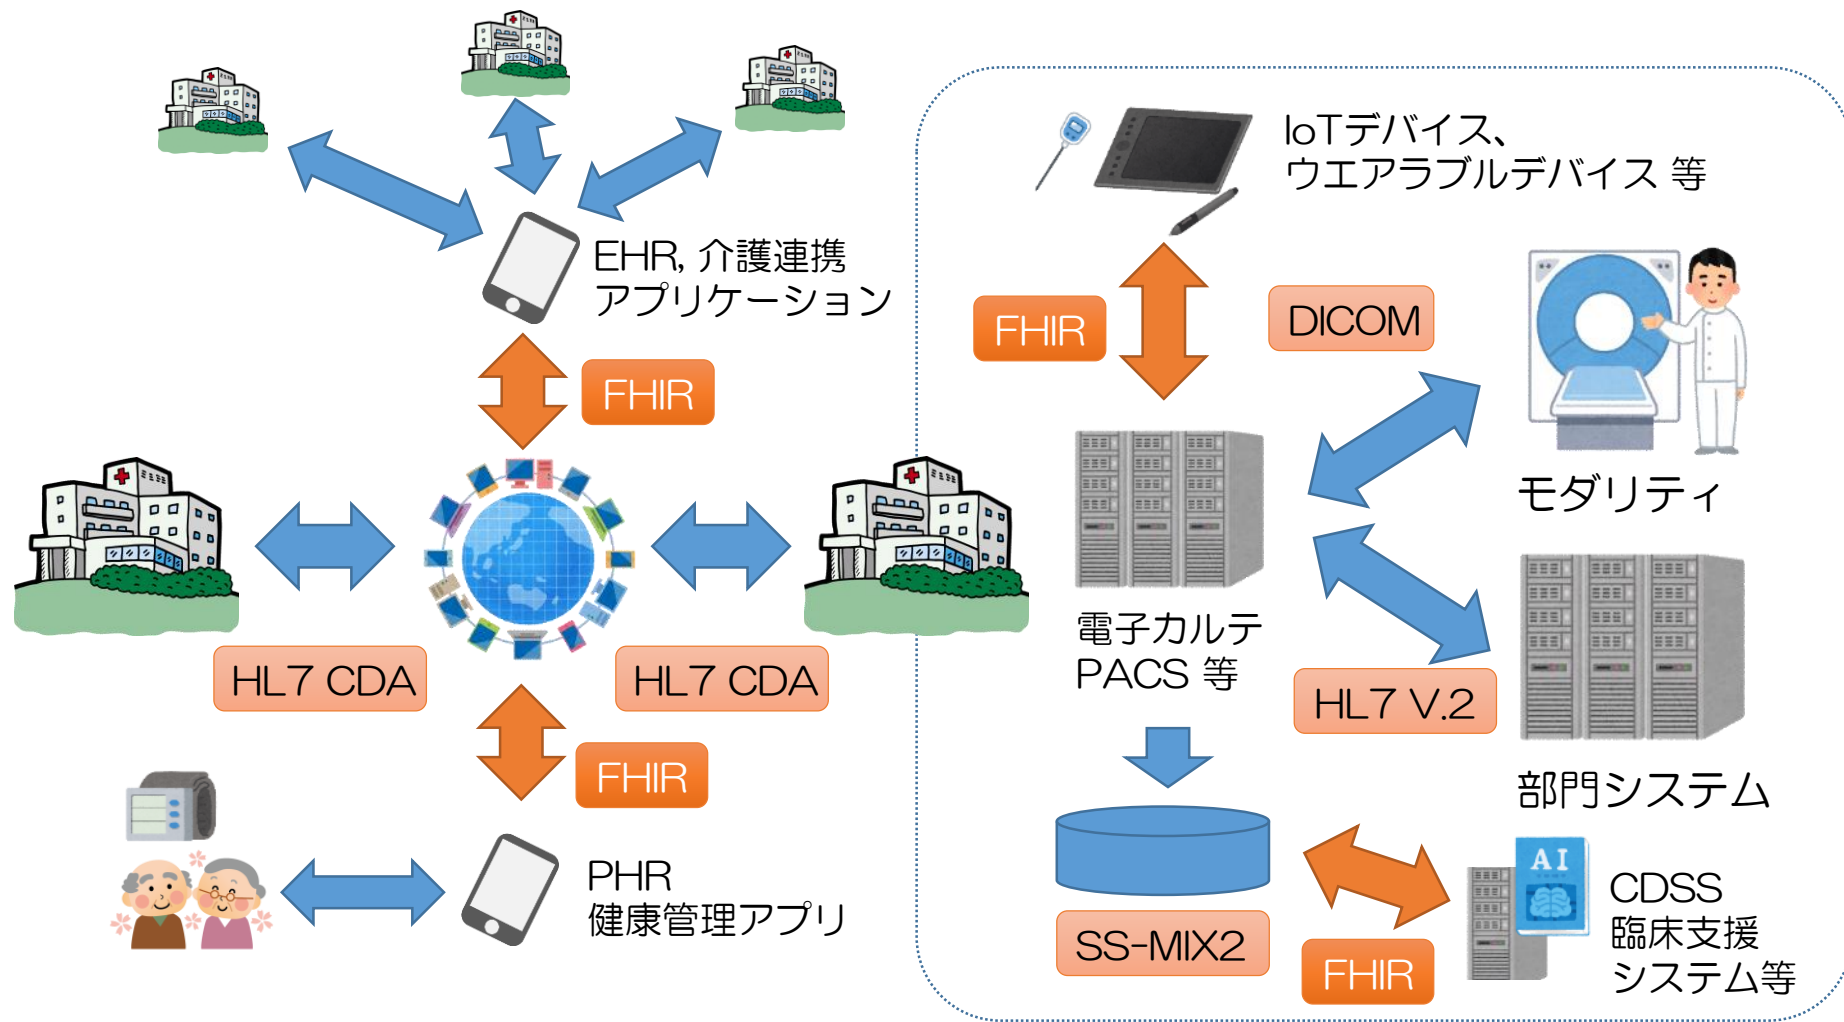 EHR, 介護連携
アプリケーション
FHIR
HL7 CDA
HL7 CDA
FHIR
PHR
健康管理アプリ
IoTデバイス、
ウエアラブルデバイス 等
FHIR
DICOM
モダリティ
電子カルテ
PACS 等
HL7 V.2
部門システム
SS-MIX2
FHIR
AI
CDSS
臨床支援
システム等